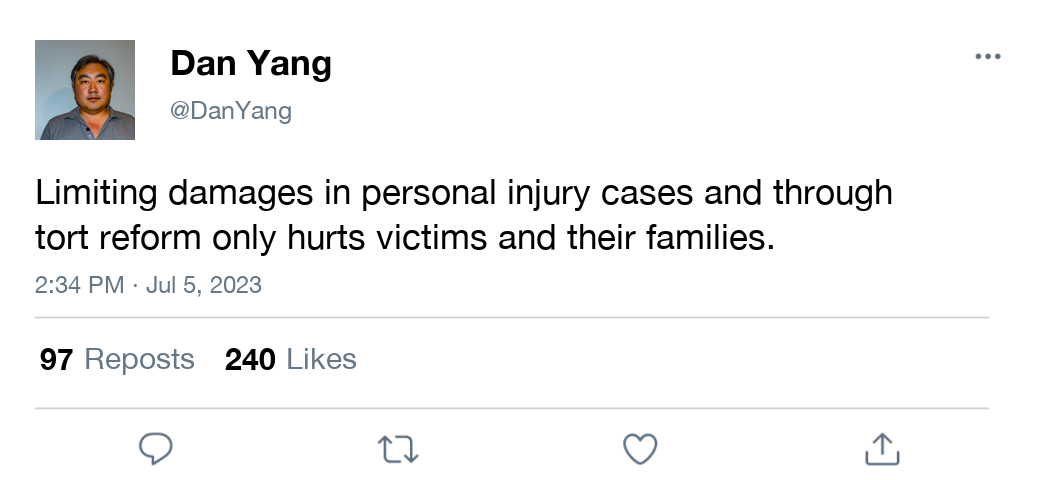 Dan Yang
@DanYang
Limiting damages in personal injury cases and through
tort reform only hurts victims and their families.
2:34 PM · Jul 5, 2023
97 Reposts 240 Likes